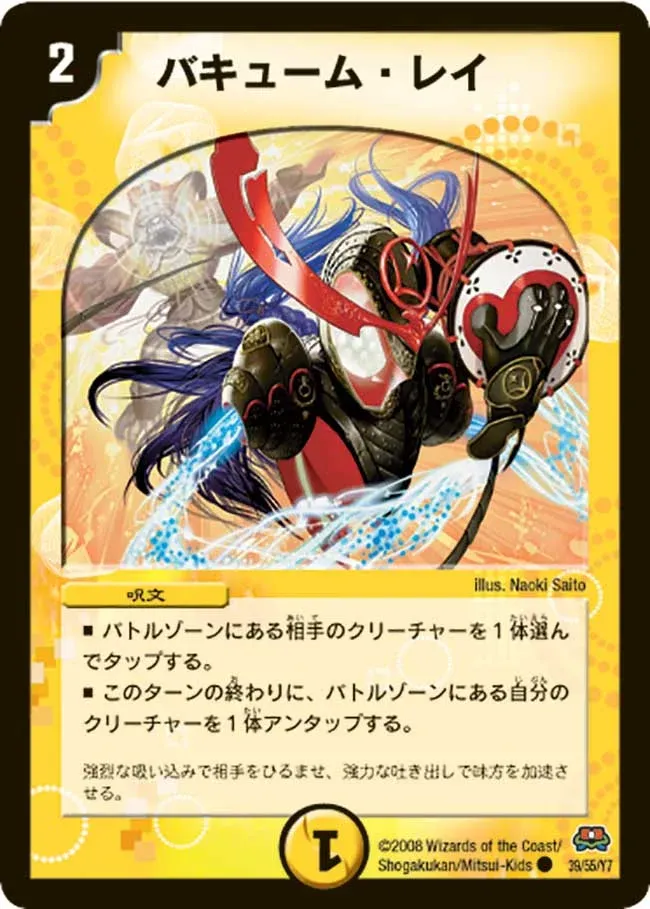 2
バキューム・レイ
illus. Naoki Saito
呪文
■ バトルゾーンにある相手のクリーチャーを1体選ん
でタップする。
■ このターンの終わりに、バトルゾーンにある自分の
クリーチャーを1体アンタップする。
強烈な吸い込みで相手をひるませ、強力な吐き出しで味方を加速さ
せる。
1
©2008 Wizards of the Coast/
Shogakukan/Mitsui-Kids
39/55/Y7